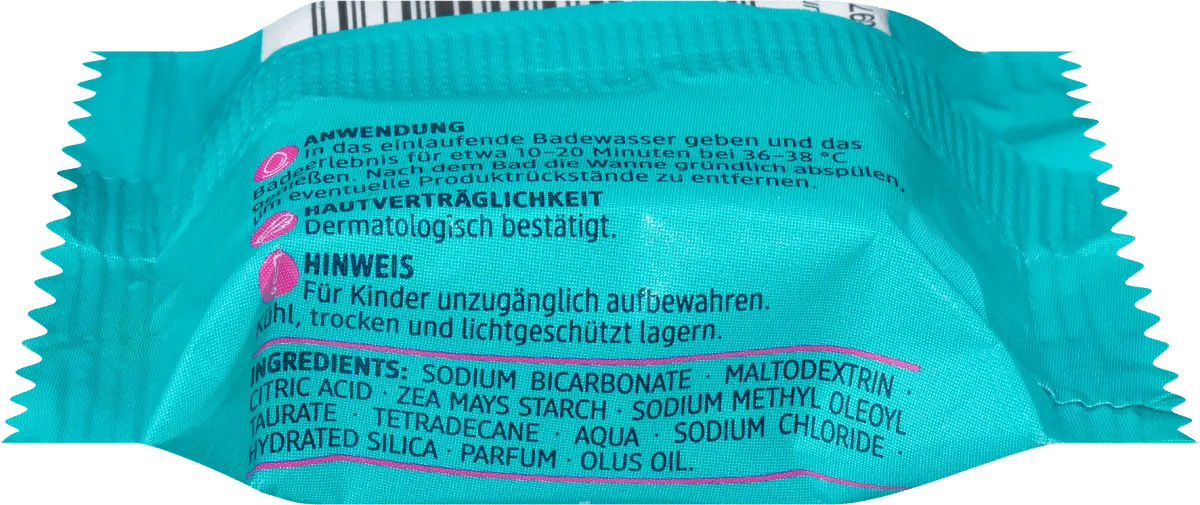 ANWENDUNG
In das einlaufende Badewasser geben und das
Badeerlebnis für etwa 10–20 Minuten bei 36–38 °C
genießen. Nach dem Bad die Wanne gründlich abspülen,
um eventuelle Produktrückstände zu entfernen.
HAUTVERTRÄGLICHKEIT
Dermatologisch bestätigt.
HINWEIS
Für Kinder unzugänglich aufbewahren.
Kühl, trocken und lichtgeschützt lagern.
INGREDIENTS: SODIUM BICARBONATE · MALTODEXTRIN ·
CITRIC ACID · ZEA MAYS STARCH · SODIUM METHYL OLEOYL
TAURATE · TETRADECANE · AQUA · SODIUM CHLORIDE ·
HYDRATED SILICA · PARFUM · OLUS OIL.